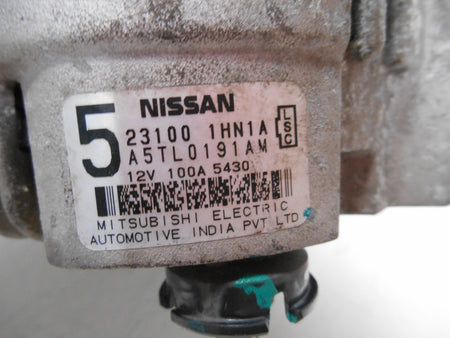 NISSAN
5 23100 1HN1A LSC
A5TL0191AM
12V 100A 5430
MITSUBISHI ELECTRIC
AUTOMOTIVE INDIA PVT LTD